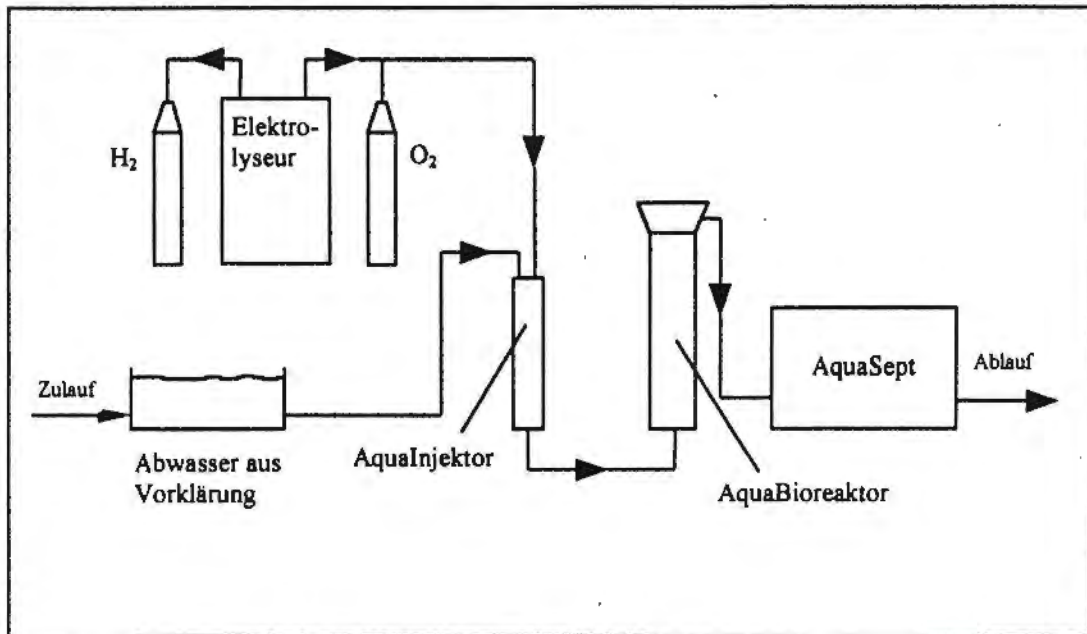 Elektro-
lyseur
H₂
O₂
Zulauf
Abwasser aus
Vorklärung
AquaInjektor
AquaBioreaktor
AquaSept
Ablauf